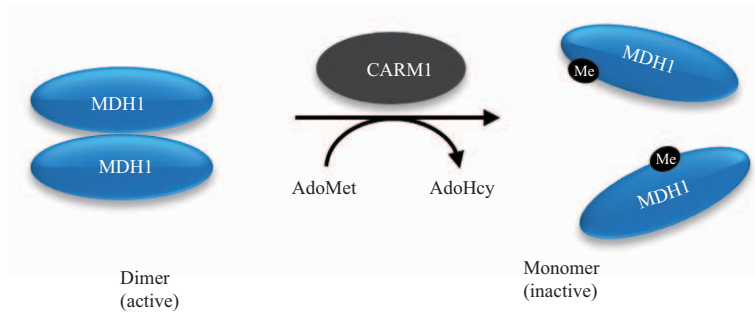 MDH1
MDH1
CARM1
AdoMet
AdoHcy
MDH1
Me
Me
MDH1
Dimer
(active)
Monomer
(inactive)